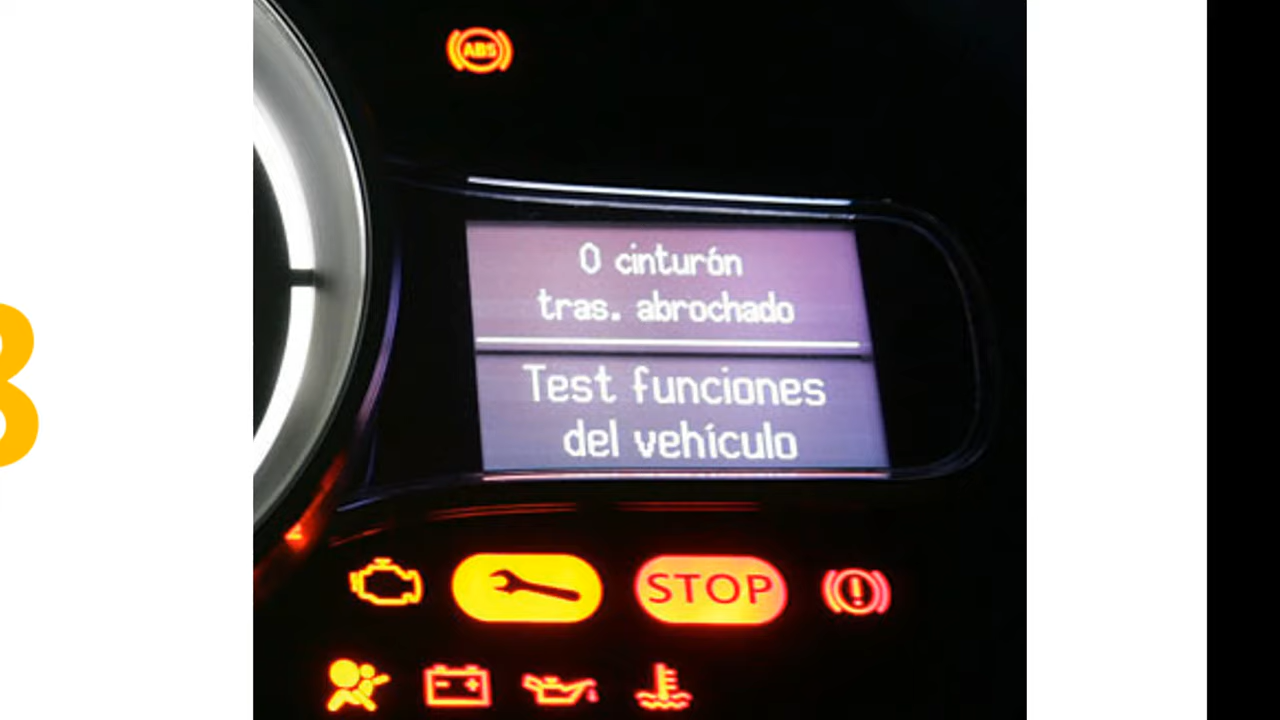 ABS
0 cinturón
tras. abrochado
Test funciones
del vehículo
STOP